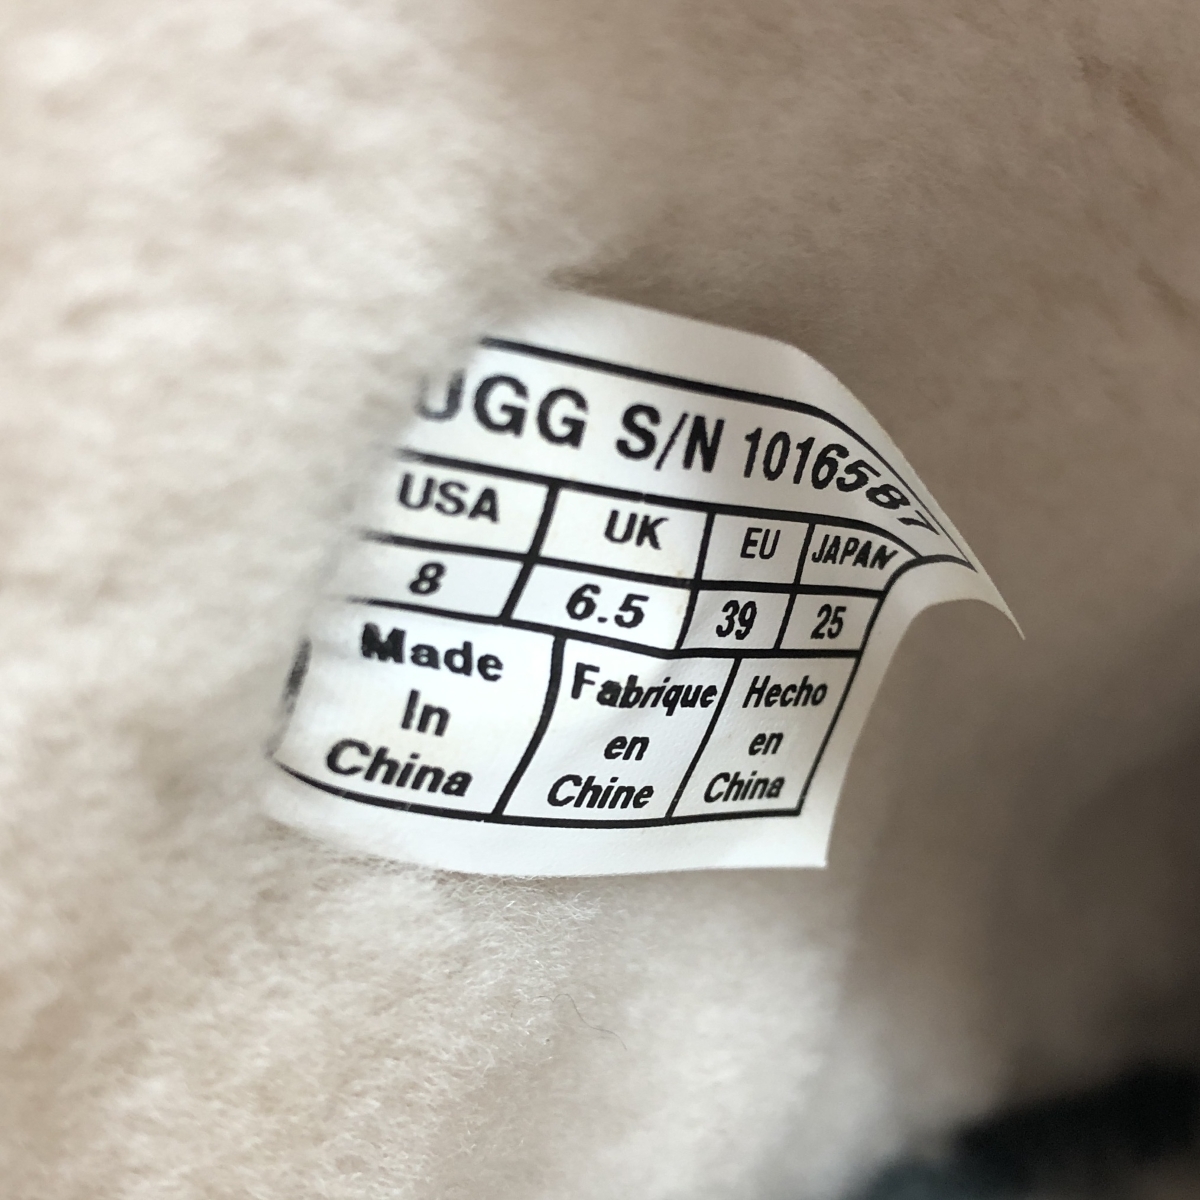 UGG S/N 1016587
USA UK EU JAPAN
8 6.5 39 25
Made Fabrique Hecho
In en en
China Chine China